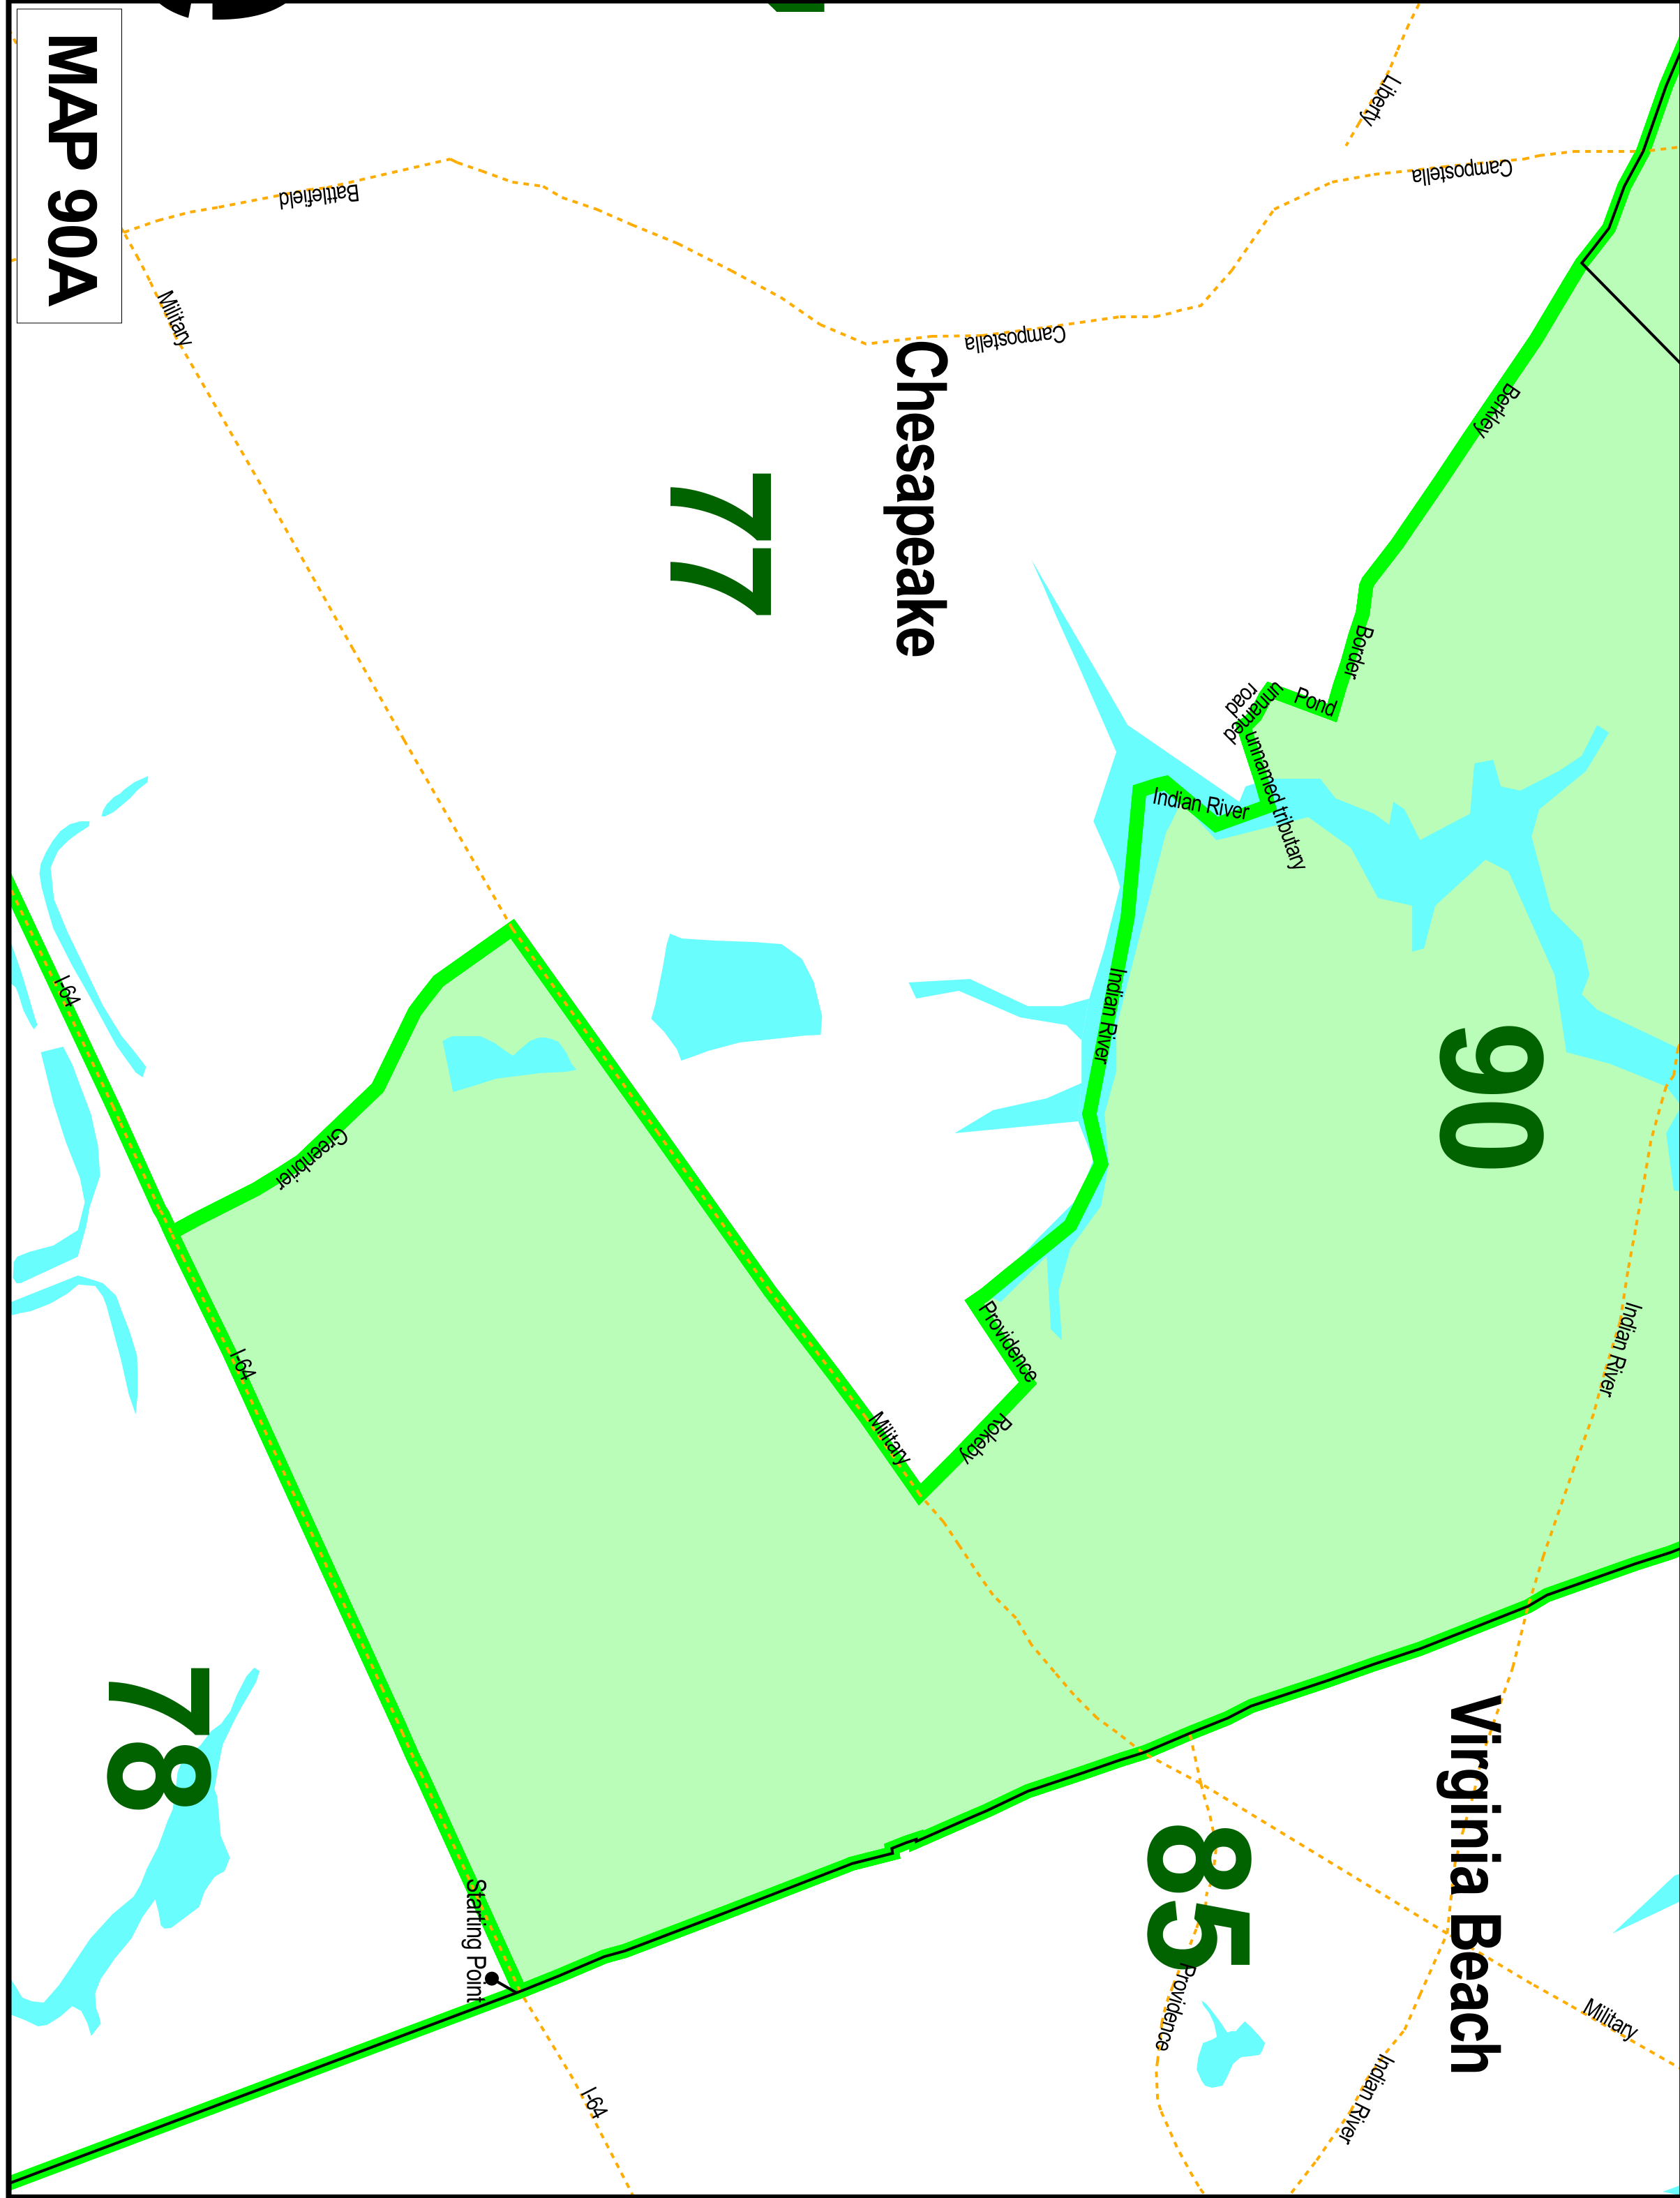 MAP 90A
Liberty
Campostella
Battlefield
Military
Campostella
Chesapeake
77
Berkley
Border
Pond
unnamed
road
unnamed tributary
Indian River
Indian River
90
I-64
Greenbrier
Providence
Rokeby
Military
Indian River
I-64
78
Virginia Beach
85
Starting Point
Providence
Military
Indian River
I-64